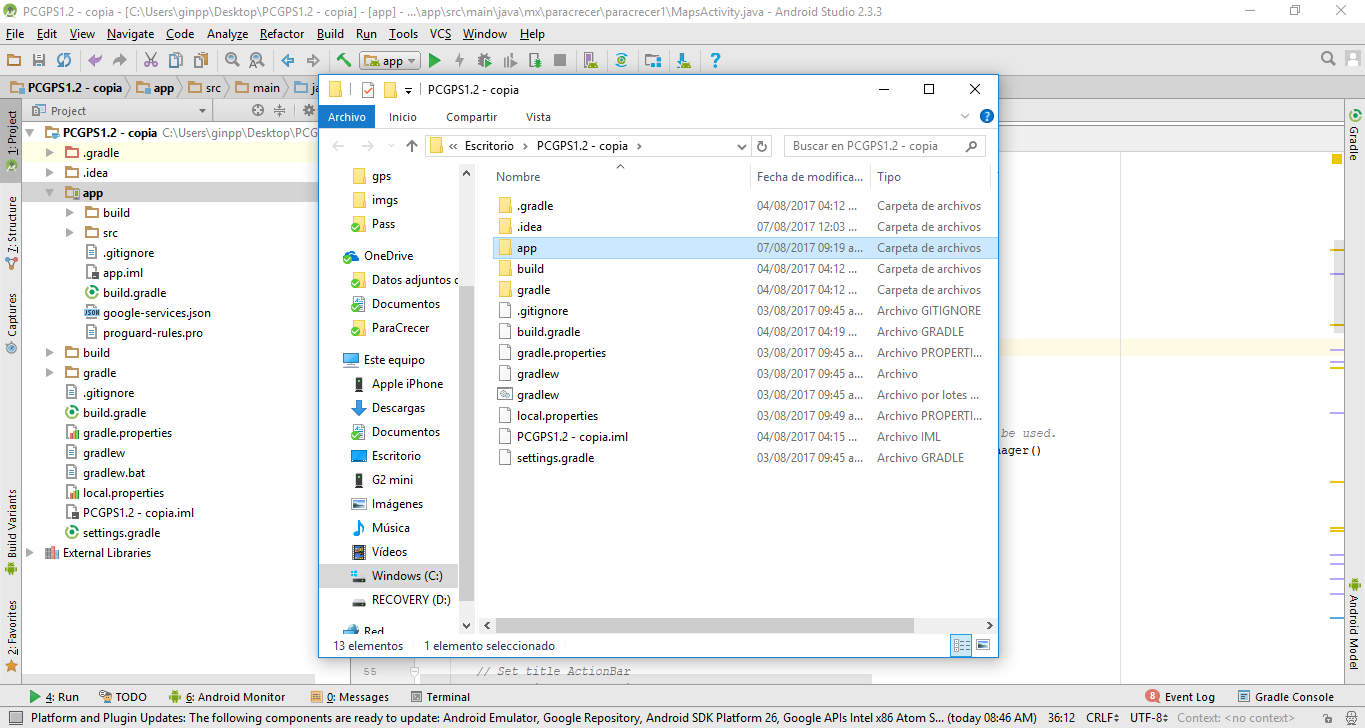 PCGPS1.2 - copia - [C:\Users\ginpp\Desktop\PCGPS1.2 - copia] - [app] - ...\app\src\main\java\mx\paracrecer\paracrecer1\MapsActivity.java - Android Studio 2.3.3
File Edit View Navigate Code Analyze Refactor Build Run Tools VCS Window Help
app
PCGPS1.2 - copia app src main ja
Project
PCGPS1.2 - copia C:\Users\ginpp\Desktop\PCG
.gradle
.idea
app
build
src
.gitignore
app.iml
build.gradle
google-services.json
proguard-rules.pro
build
gradle
.gitignore
build.gradle
gradle.properties
gradlew
gradlew.bat
local.properties
PCGPS1.2 - copia.iml
settings.gradle
External Libraries
1: Project
7: Structure
Captures
Build Variants
2: Favorites
PCGPS1.2 - copia
Archivo Inicio Compartir Vista
« Escritorio › PCGPS1.2 - copia ›
Buscar en PCGPS1.2 - copia
gps
imgs
Pass
OneDrive
Datos adjuntos c
Documentos
ParaCrecer
Este equipo
Apple iPhone
Descargas
Documentos
Escritorio
G2 mini
Imágenes
Música
Vídeos
Windows (C:)
RECOVERY (D:)
Red
Nombre Fecha de modifica... Tipo
.gradle 04/08/2017 04:12 ... Carpeta de archivos
.idea 07/08/2017 12:03 ... Carpeta de archivos
app 07/08/2017 09:19 a... Carpeta de archivos
build 04/08/2017 04:12 ... Carpeta de archivos
gradle 04/08/2017 04:12 ... Carpeta de archivos
.gitignore 03/08/2017 09:45 a... Archivo GITIGNORE
build.gradle 04/08/2017 04:19 ... Archivo GRADLE
gradle.properties 03/08/2017 09:45 a... Archivo PROPERTI...
gradlew 03/08/2017 09:45 a... Archivo
gradlew 03/08/2017 09:45 a... Archivo por lotes ...
local.properties 03/08/2017 09:49 a... Archivo PROPERTI...
PCGPS1.2 - copia.iml 04/08/2017 04:15 ... Archivo IML
settings.gradle 03/08/2017 09:45 a... Archivo GRADLE
13 elementos 1 elemento seleccionado
be used.
nager()
55 // Set title ActionBar
Gradle
Android Model
4: Run TODO 6: Android Monitor 0: Messages Terminal 8 Event Log Gradle Console
Platform and Plugin Updates: The following components are ready to update: Android Emulator, Google Repository, Android SDK Platform 26, Google APIs Intel x86 Atom S... (today 08:46 AM) 36:12 CRLF UTF-8 Context: <no context>